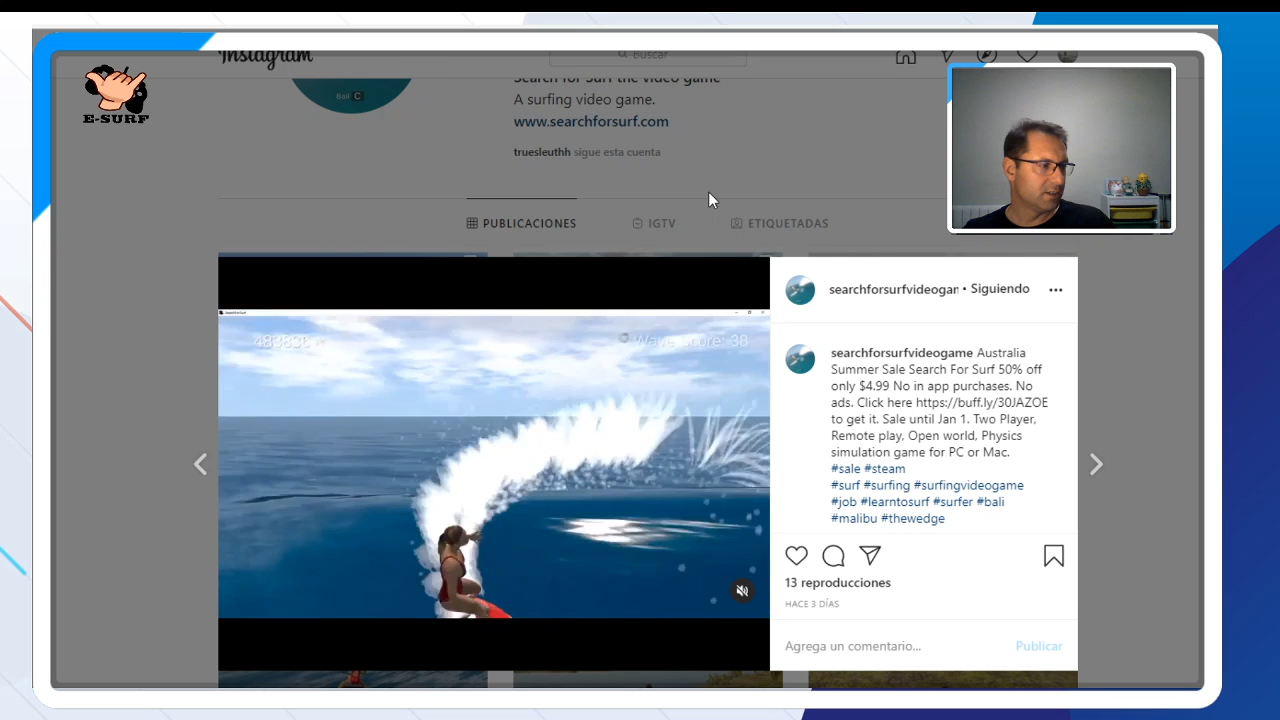 Instagram
Buscar
Search for Surf the video game
A surfing video game.
www.searchforsurf.com
truesleuthh sigue esta cuenta
Ball C
E-SURF
PUBLICACIONES
IGTV
ETIQUETADAS
Wave Score: 38
searchforsurfvideogam • Siguiendo
searchforsurfvideogame Australia
Summer Sale Search For Surf 50% off
only $4.99 No in app purchases. No
ads. Click here https://buff.ly/30JAZOE
to get it. Sale until Jan 1. Two Player,
Remote play, Open world, Physics
simulation game for PC or Mac.
#sale #steam
#surf #surfing #surfingvideogame
#job #learntosurf #surfer #bali
#malibu #thewedge
13 reproducciones
HACE 3 DÍAS
Agrega un comentario...
Publicar